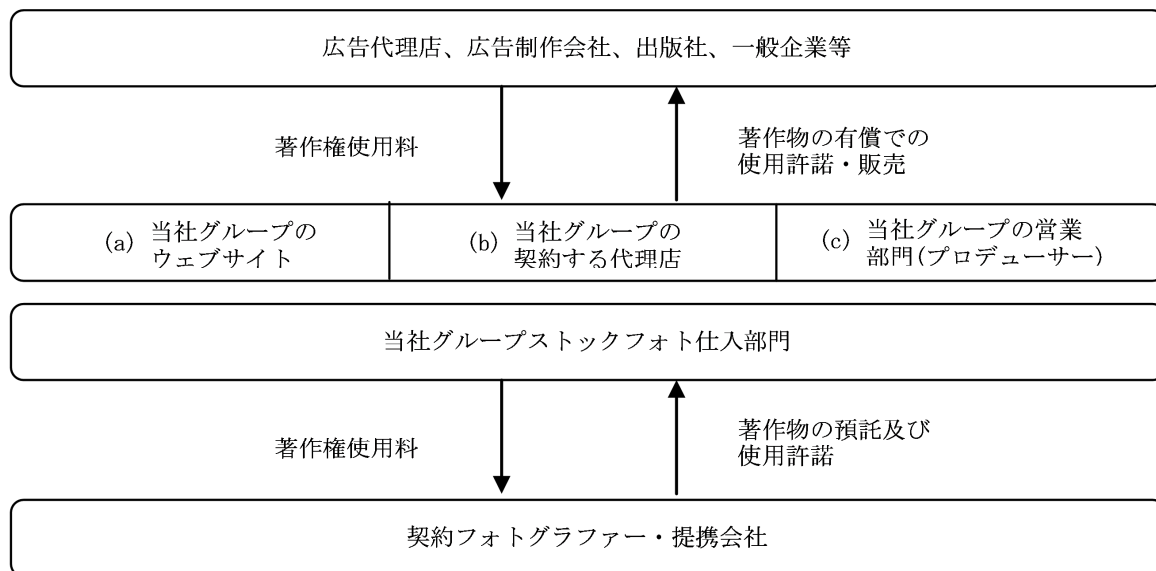 広告代理店、広告制作会社、出版社、一般企業等
著作権使用料
著作物の有償での
使用許諾・販売
(a) 当社グループの
ウェブサイト
(b) 当社グループの
契約する代理店
(c) 当社グループの営業
部門(プロデューサー)
当社グループストックフォト仕入部門
著作権使用料
著作物の預託及び
使用許諾
契約フォトグラファー・提携会社